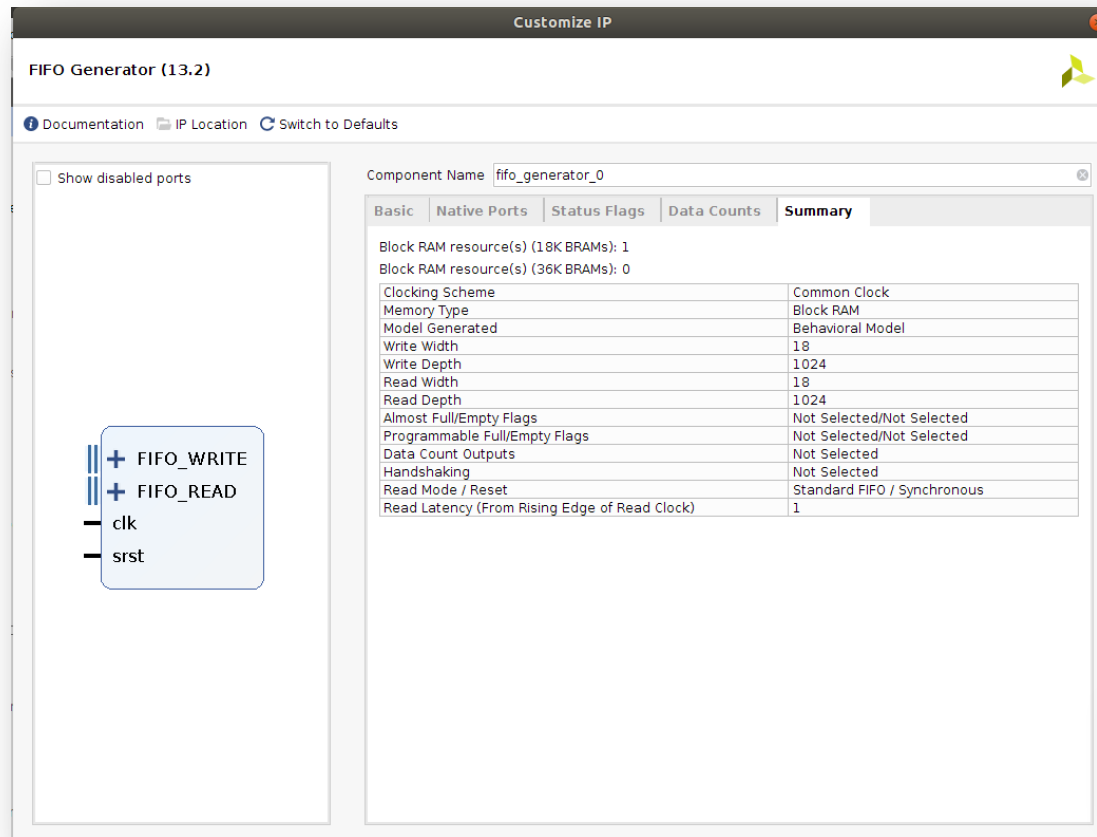 Customize IP
FIFO Generator (13.2)
Documentation IP Location Switch to Defaults
Show disabled ports
FIFO_WRITE
FIFO_READ
clk
srst
Component Name fifo_generator_0
Basic Native Ports Status Flags Data Counts Summary
Block RAM resource(s) (18K BRAMs): 1
Block RAM resource(s) (36K BRAMs): 0
Clocking Scheme Common Clock
Memory Type Block RAM
Model Generated Behavioral Model
Write Width 18
Write Depth 1024
Read Width 18
Read Depth 1024
Almost Full/Empty Flags Not Selected/Not Selected
Programmable Full/Empty Flags Not Selected/Not Selected
Data Count Outputs Not Selected
Handshaking Not Selected
Read Mode / Reset Standard FIFO / Synchronous
Read Latency (From Rising Edge of Read Clock) 1